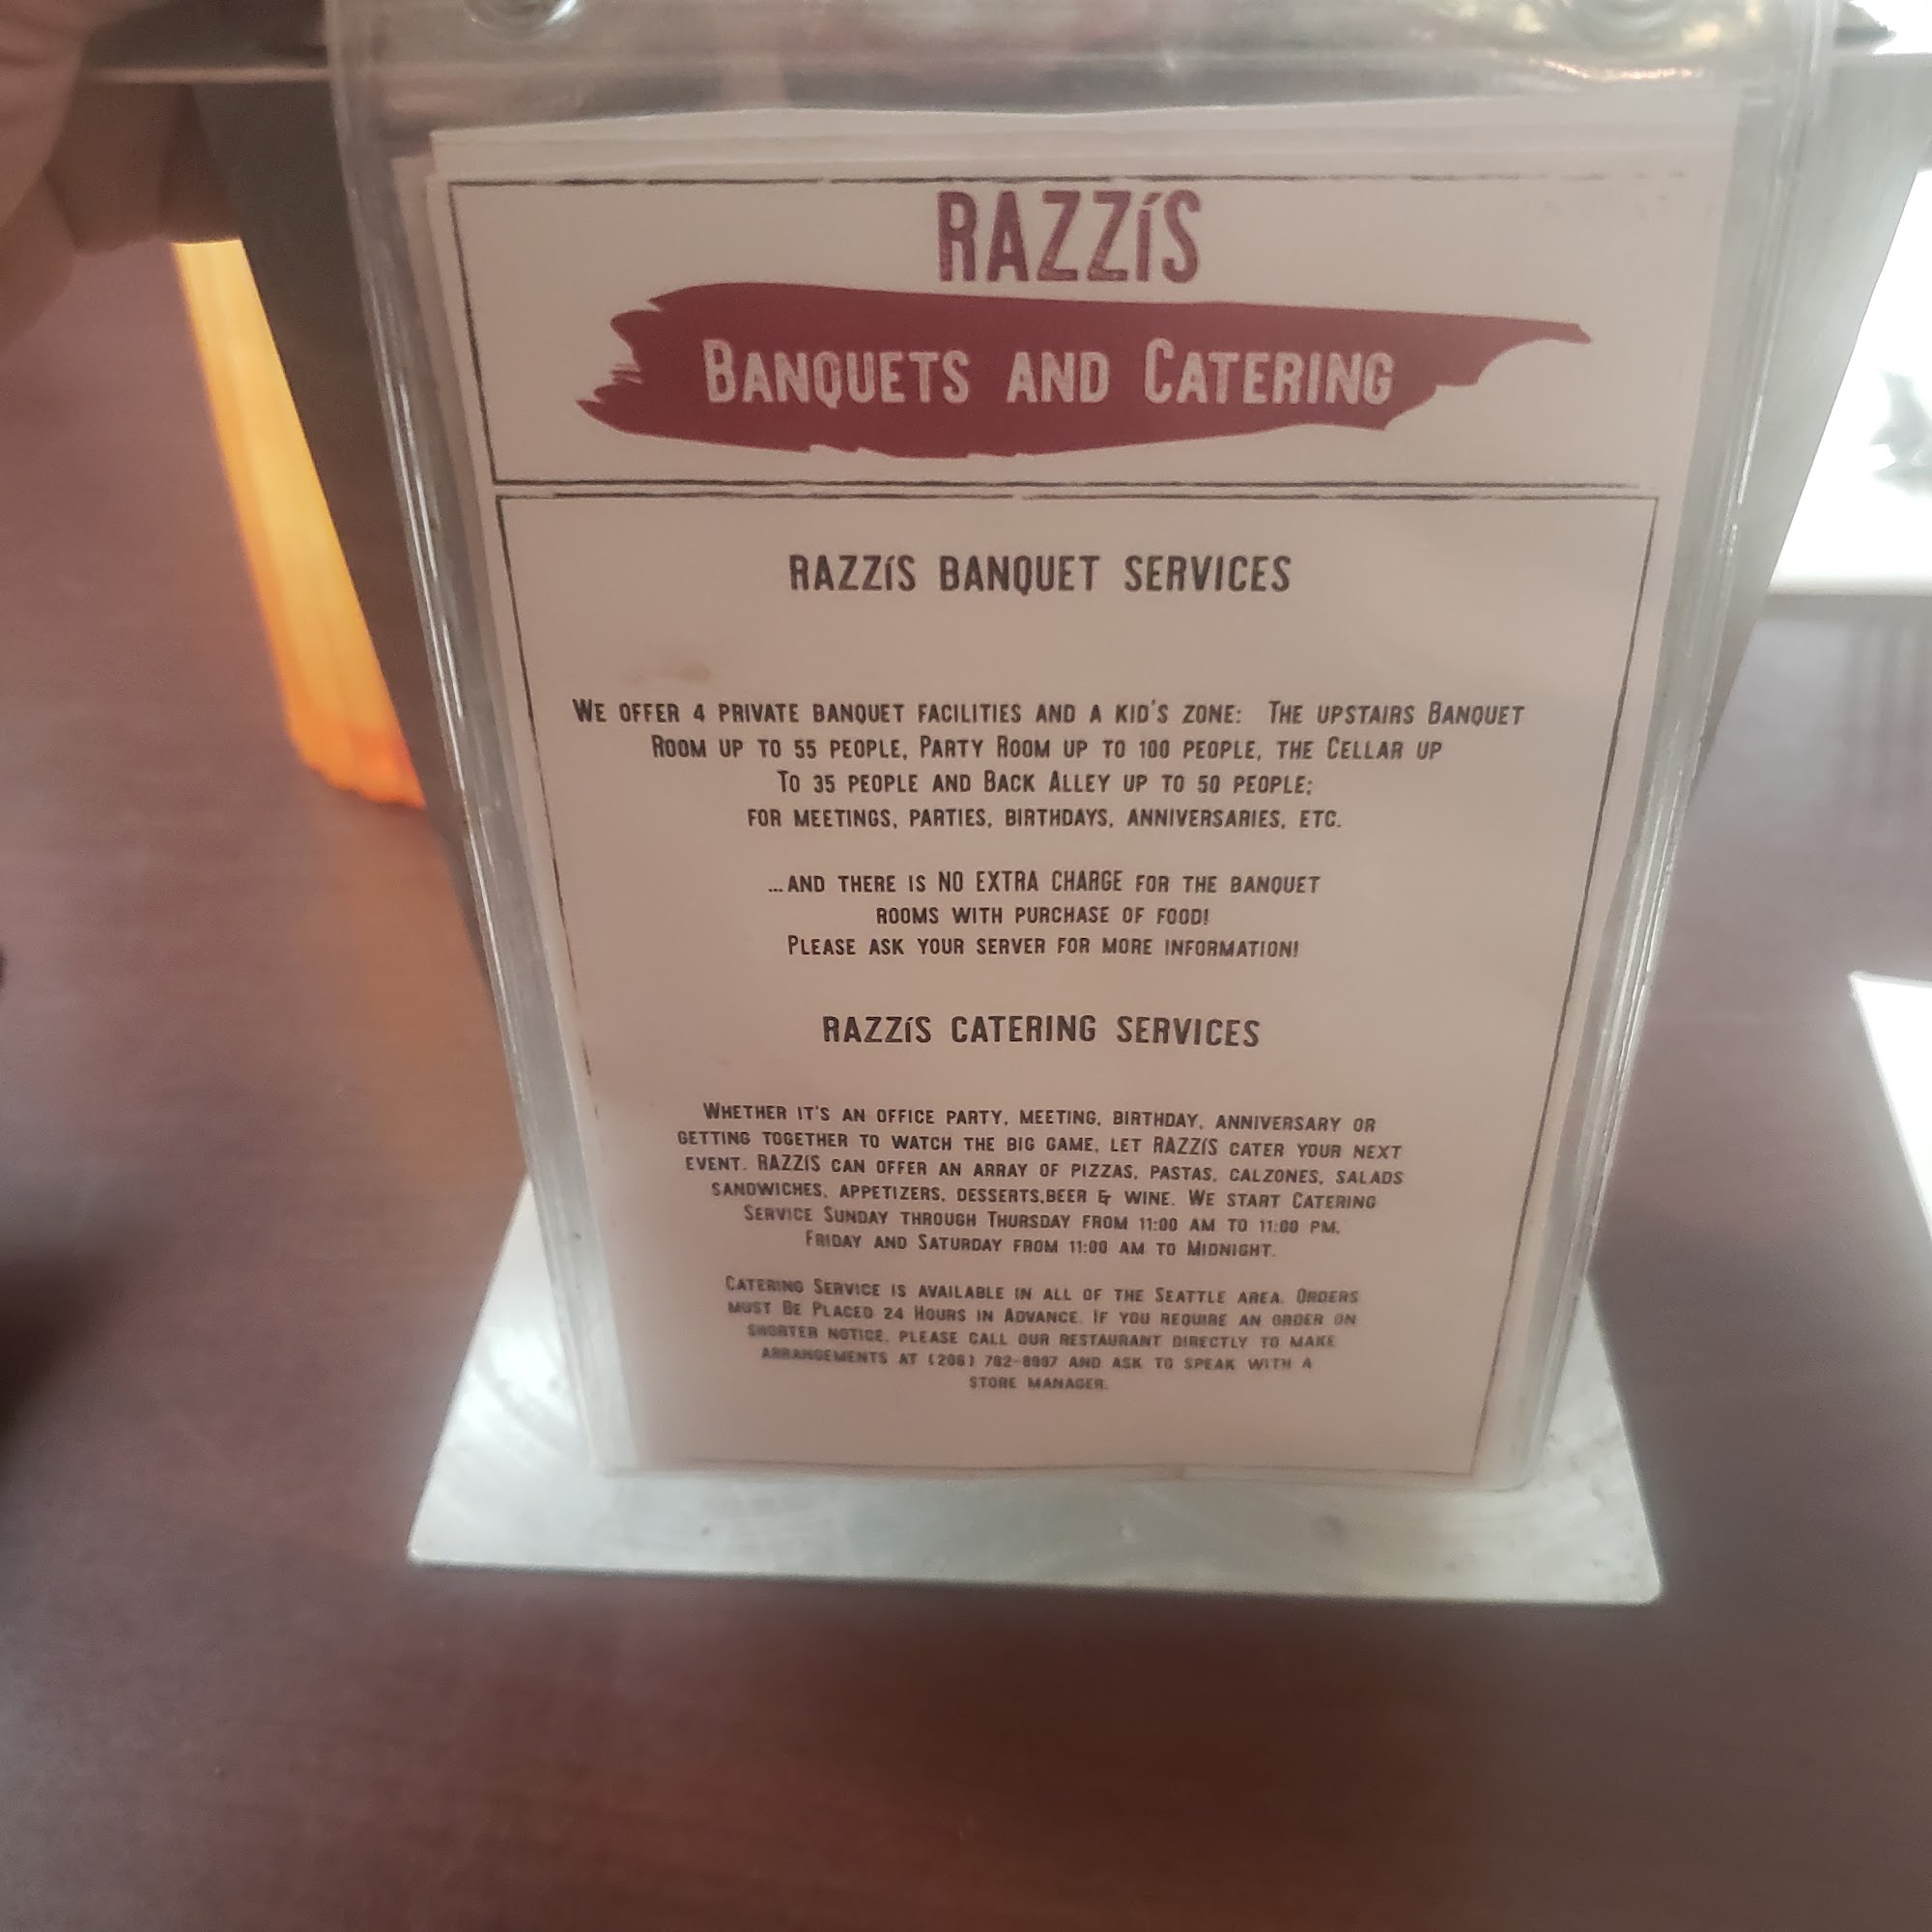 RAZZíS
BANQUETS AND CATERING
RAZZíS BANQUET SERVICES
WE OFFER 4 PRIVATE BANQUET FACILITIES AND A KID'S ZONE: THE UPSTAIRS BANQUET
ROOM UP TO 55 PEOPLE, PARTY ROOM UP TO 100 PEOPLE, THE CELLAR UP
TO 35 PEOPLE AND BACK ALLEY UP TO 50 PEOPLE;
FOR MEETINGS, PARTIES, BIRTHDAYS, ANNIVERSARIES, ETC.
...AND THERE IS NO EXTRA CHARGE FOR THE BANQUET
ROOMS WITH PURCHASE OF FOOD!
PLEASE ASK YOUR SERVER FOR MORE INFORMATION!
RAZZíS CATERING SERVICES
WHETHER IT'S AN OFFICE PARTY, MEETING, BIRTHDAY, ANNIVERSARY OR
GETTING TOGETHER TO WATCH THE BIG GAME, LET RAZZíS CATER YOUR NEXT
EVENT. RAZZíS CAN OFFER AN ARRAY OF PIZZAS, PASTAS, CALZONES, SALADS
SANDWICHES, APPETIZERS, DESSERTS,BEER & WINE. WE START CATERING
SERVICE SUNDAY THROUGH THURSDAY FROM 11:00 AM TO 11:00 PM,
FRIDAY AND SATURDAY FROM 11:00 AM TO MIDNIGHT.
CATERING SERVICE IS AVAILABLE IN ALL OF THE SEATTLE AREA. ORDERS
MUST BE PLACED 24 HOURS IN ADVANCE. IF YOU REQUIRE AN ORDER ON
SHORTER NOTICE, PLEASE CALL OUR RESTAURANT DIRECTLY TO MAKE
ARRANGEMENTS AT (206) AND ASK TO SPEAK WITH A
STORE MANAGER.